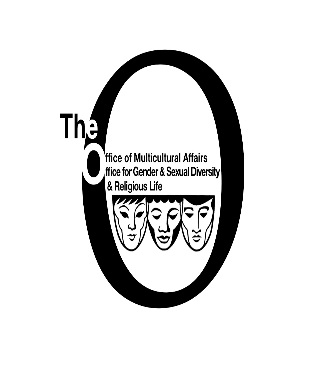 The
Office of Multicultural Affairs
Office for Gender & Sexual Diversity
& Religious Life